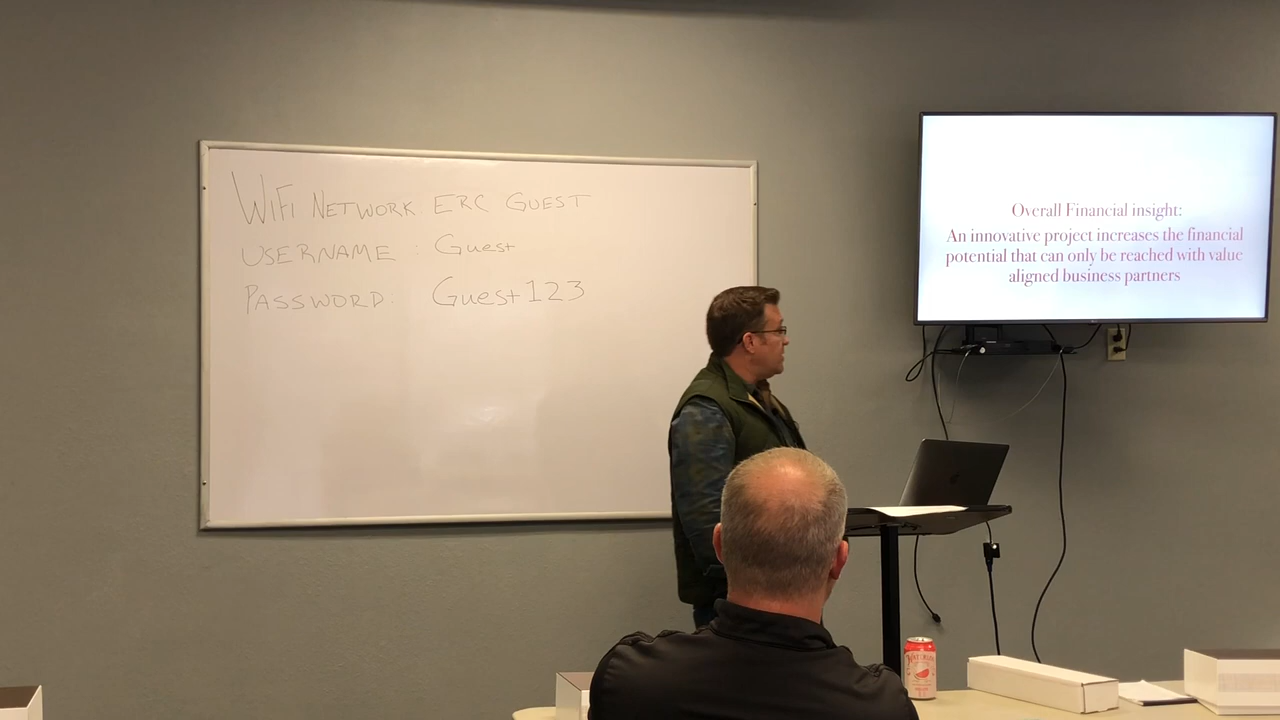 WIFI NETWORK: ERC GUEST
USERNAME : Guest
PASSWORD: Guest123
Overall Financial insight:
An innovative project increases the financial
potential that can only be reached with value
aligned business partners